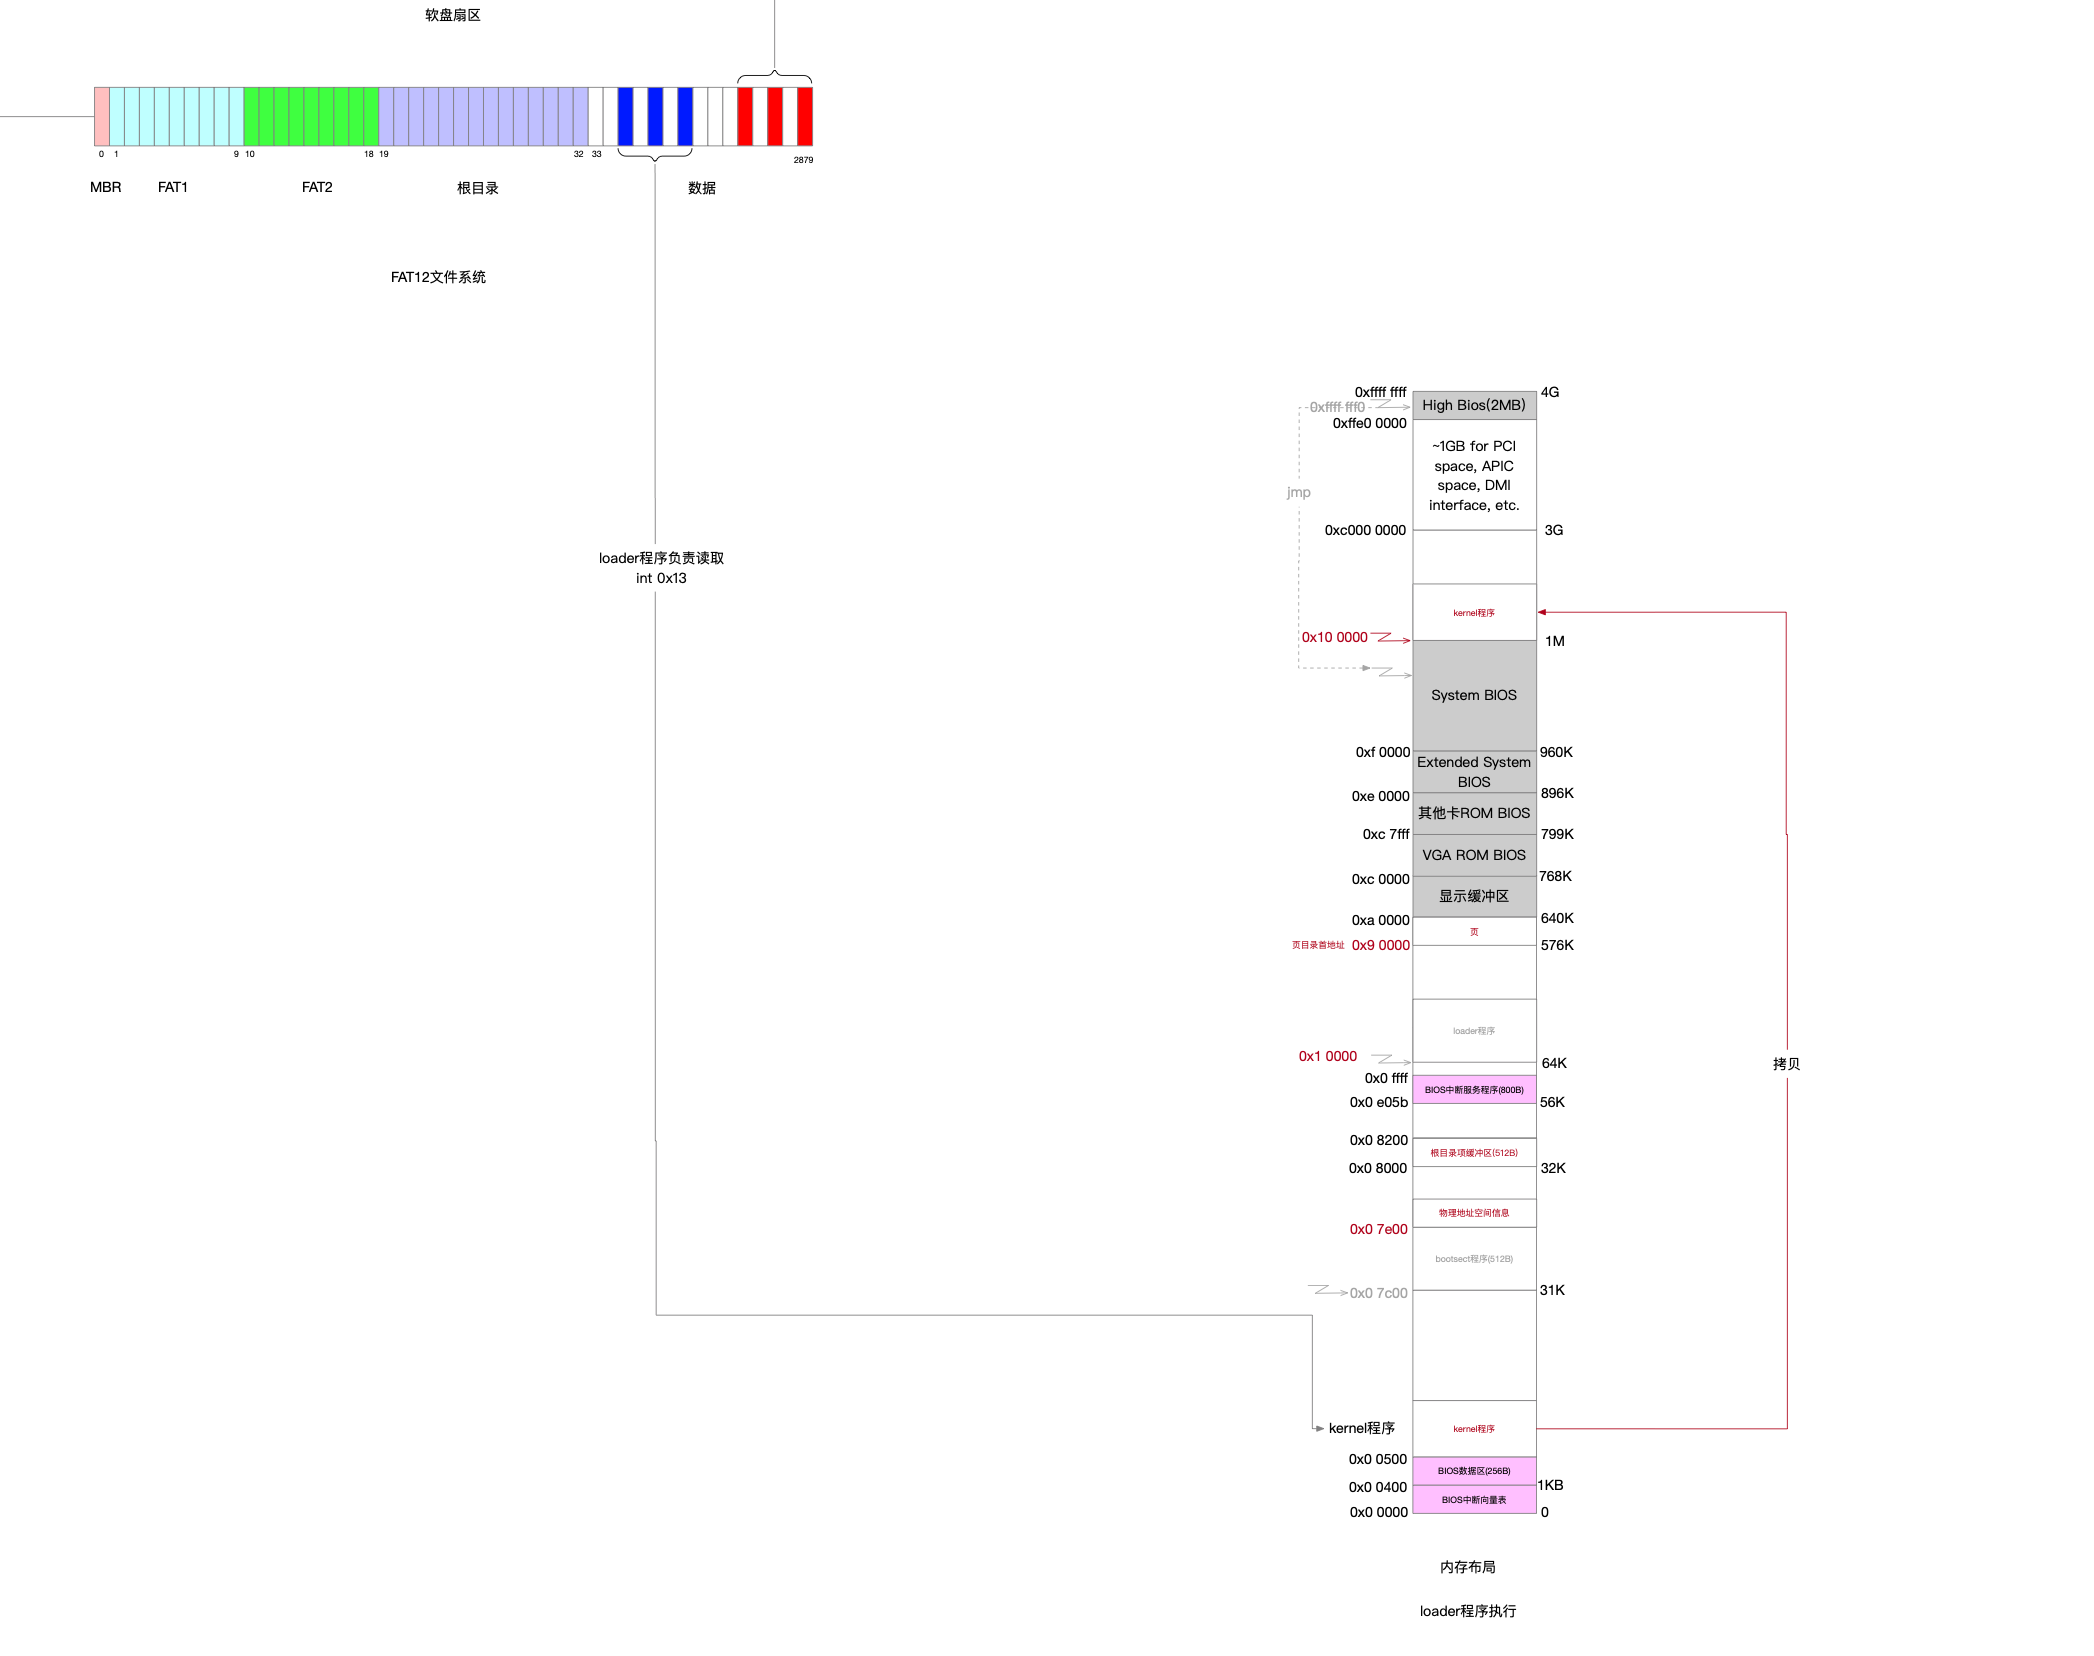 软盘扇区
0 1 9 10 18 19 32 33 2879
MBR FAT1 FAT2 根目录 数据
FAT12文件系统
loader程序负责读取
int 0x13
0xffff ffff 4G
0xffff fff0 High Bios(2MB)
0xffe0 0000
~1GB for PCI
space, APIC
space, DMI
interface, etc.
jmp
0xc000 0000 3G
kernel程序
0x10 0000 1M
System BIOS
0xf 0000 960K
Extended System
BIOS
0xe 0000 896K
其他卡ROM BIOS
0xc 7fff 799K
VGA ROM BIOS
0xc 0000 768K
显示缓冲区
0xa 0000 640K
页
页目录首地址 0x9 0000 576K
loader程序
0x1 0000 64K
拷贝
0x0 ffff
BIOS中断服务程序(800B)
0x0 e05b 56K
0x0 8200
根目录项缓冲区(512B)
0x0 8000 32K
物理地址空间信息
0x0 7e00
bootsect程序(512B)
0x0 7c00 31K
kernel程序 kernel程序
0x0 0500
BIOS数据区(256B)
0x0 0400 1KB
BIOS中断向量表
0x0 0000 0
内存布局
loader程序执行